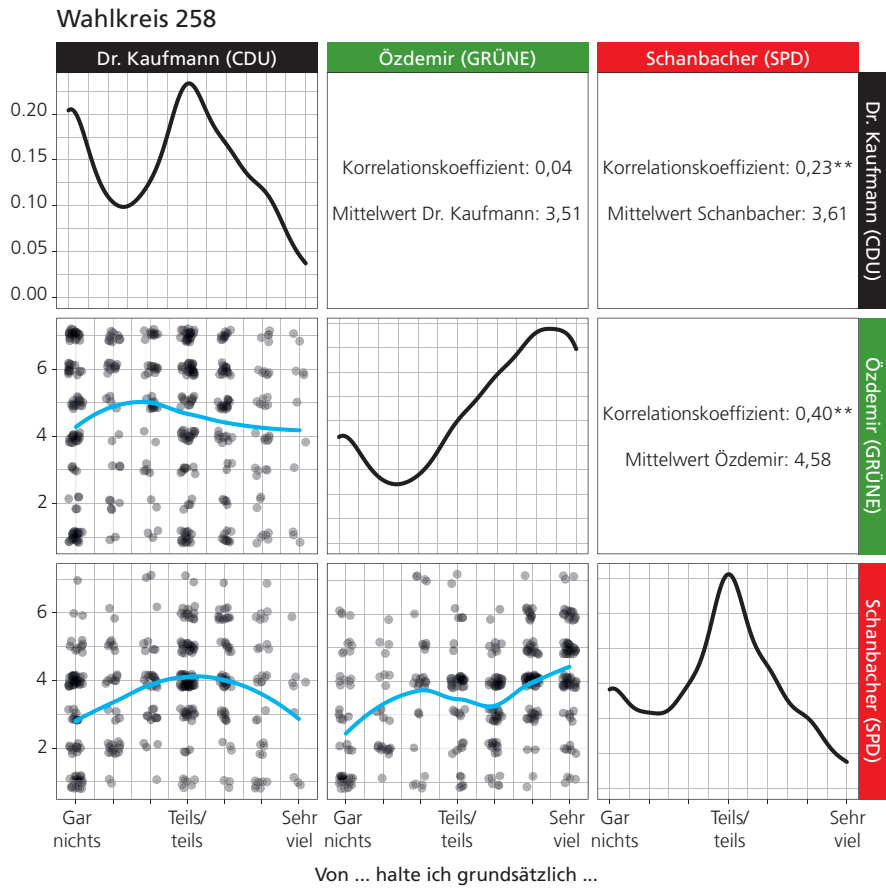 Wahlkreis 258
Dr. Kaufmann (CDU)
Özdemir (GRÜNE)
Schanbacher (SPD)
0.20
0.15
0.10
0.05
0.00
Korrelationskoeffizient: 0,04
Mittelwert Dr. Kaufmann: 3,51
Korrelationskoeffizient: 0,23**
Mittelwert Schanbacher: 3,61
Dr. Kaufmann (CDU)
6
4
2
Korrelationskoeffizient: 0,40**
Mittelwert Özdemir: 4,58
Özdemir (GRÜNE)
6
4
2
Schanbacher (SPD)
Gar
nichts
Teils/
teils
Sehr
viel
Gar
nichts
Teils/
teils
Sehr
viel
Gar
nichts
Teils/
teils
Sehr
viel
Von ... halte ich grundsätzlich ...